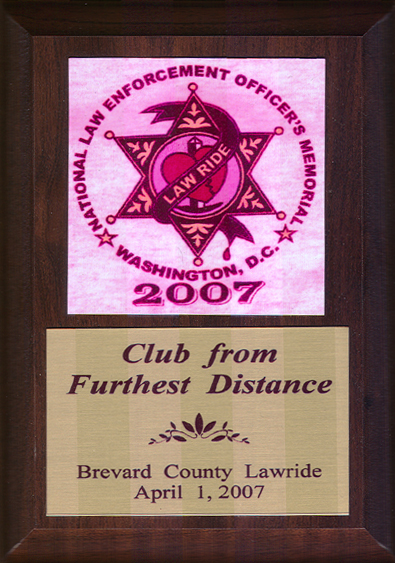 NATIONAL LAW ENFORCEMENT OFFICER'S MEMORIAL
LAW RIDE
WASHINGTON, D.C.
2007
Club from
Furthest Distance
Brevard County Lawride
April 1, 2007